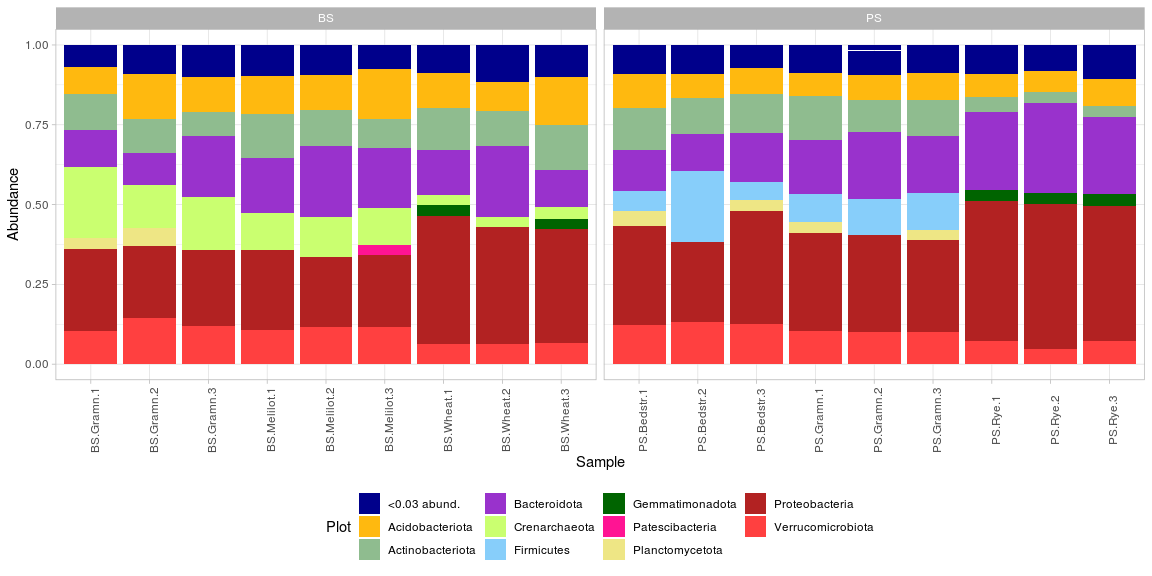 BS PS
1.00
0.75
0.50
0.25
0.00
Abundance
BS.Gramn.1 BS.Gramn.2 BS.Gramn.3 BS.Melilot.1 BS.Melilot.2 BS.Melilot.3 BS.Wheat.1 BS.Wheat.2 BS.Wheat.3 PS.Bedstr.1 PS.Bedstr.2 PS.Bedstr.3 PS.Gramn.1 PS.Gramn.2 PS.Gramn.3 PS.Rye.1 PS.Rye.2 PS.Rye.3
Sample
<0.03 abund. Bacteroidota Gemmatimonadota Proteobacteria
Plot Acidobacteriota Crenarchaeota Patescibacteria Verrucomicrobiota
Actinobacteriota Firmicutes Planctomycetota